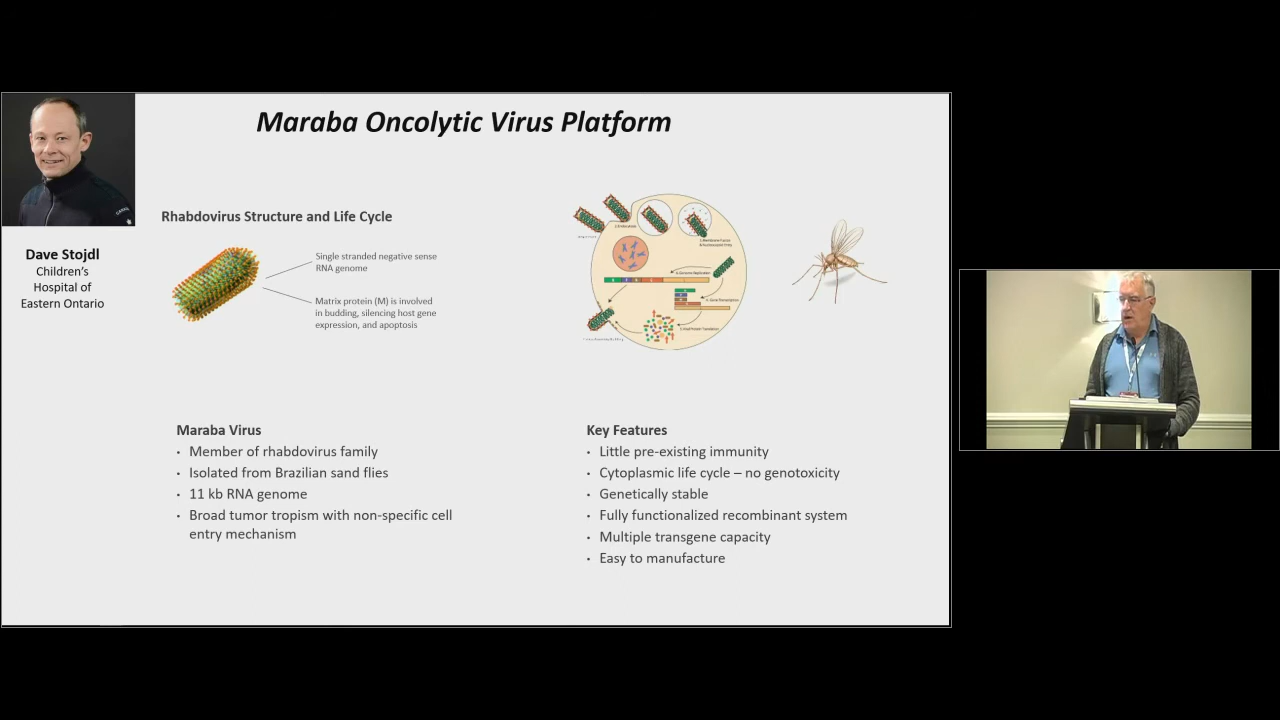 Maraba Oncolytic Virus Platform
Dave Stojdl
Children's
Hospital of
Eastern Ontario
Rhabdovirus Structure and Life Cycle
Single stranded negative sense
RNA genome
Matrix protein (M) is involved
in budding, silencing host gene
expression, and apoptosis
Maraba Virus
• Member of rhabdovirus family
• Isolated from Brazilian sand flies
• 11 kb RNA genome
• Broad tumor tropism with non-specific cell
entry mechanism
Key Features
• Little pre-existing immunity
• Cytoplasmic life cycle – no genotoxicity
• Genetically stable
• Fully functionalized recombinant system
• Multiple transgene capacity
• Easy to manufacture